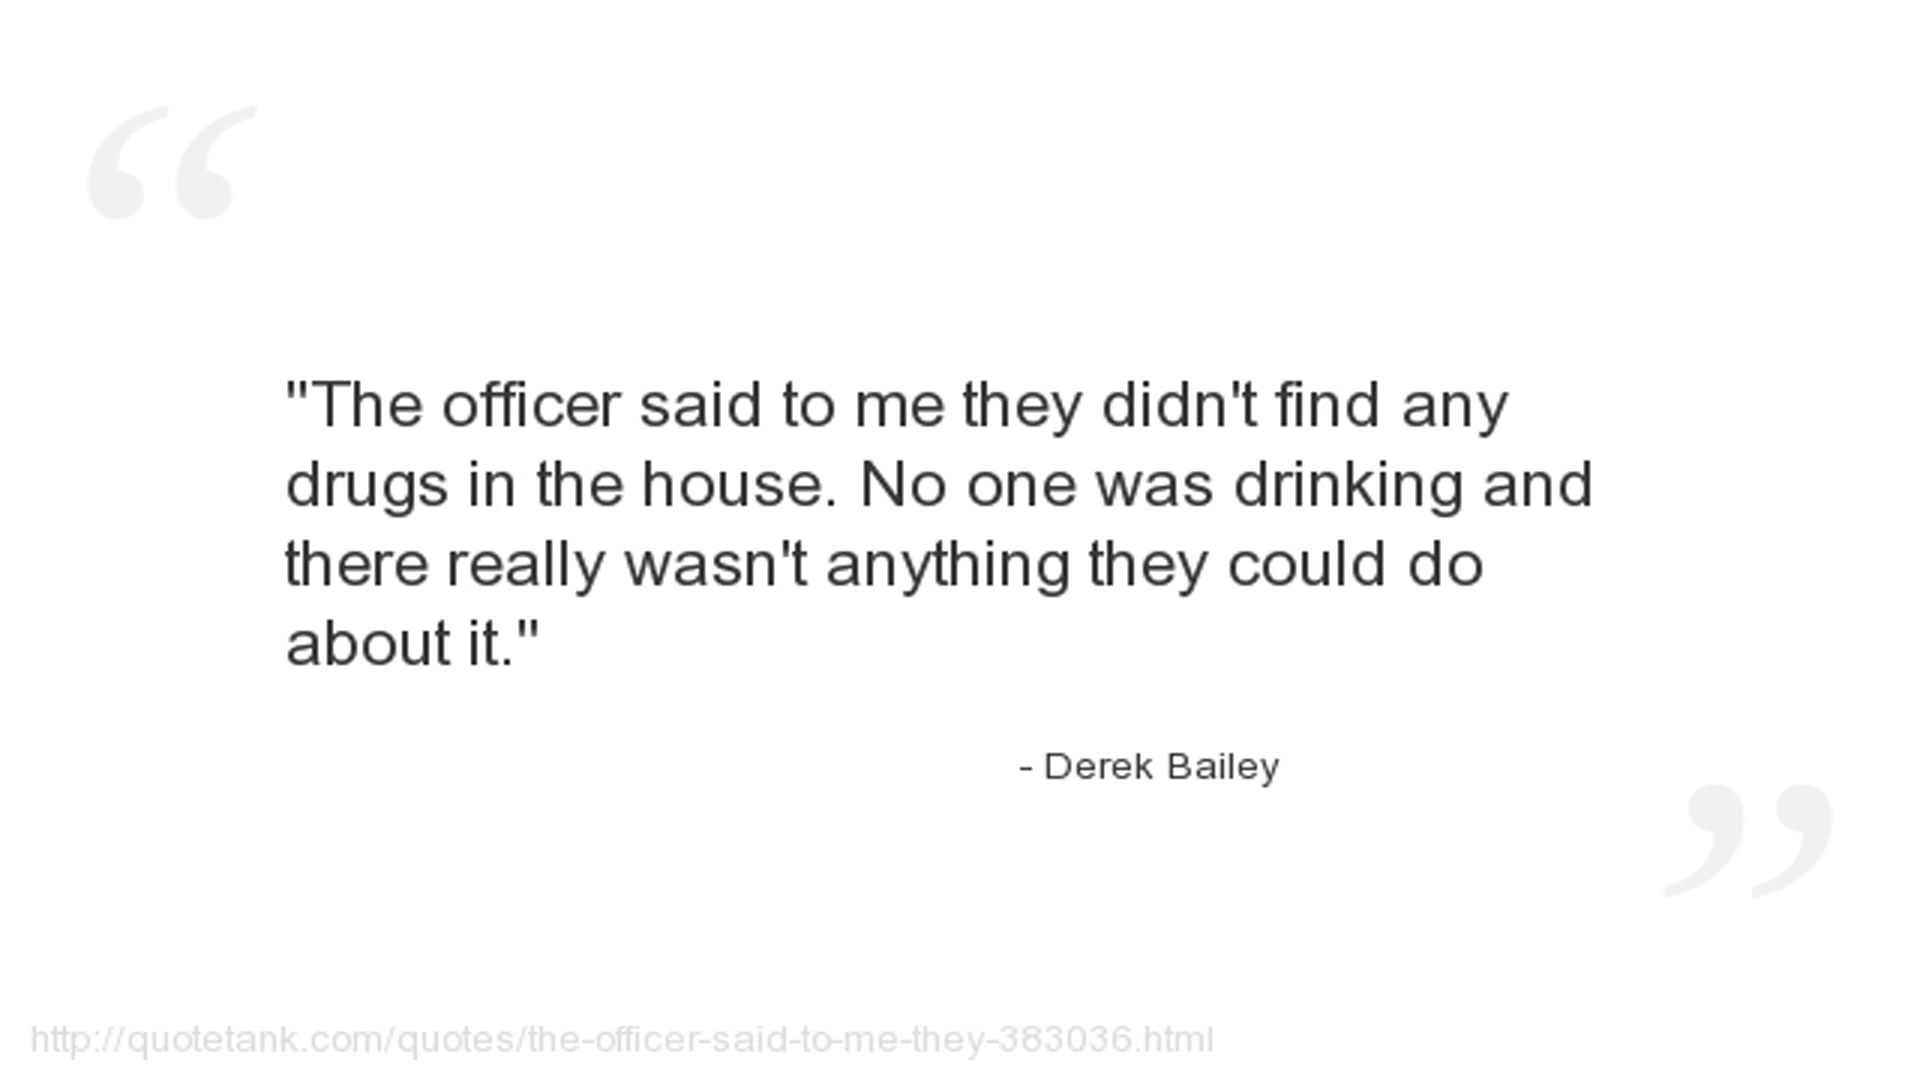 "The officer said to me they didn't find any
drugs in the house. No one was drinking and
there really wasn't anything they could do
about it."
- Derek Bailey
http://quotetank.com/quotes/the-officer-said-to-me-they-383036.html